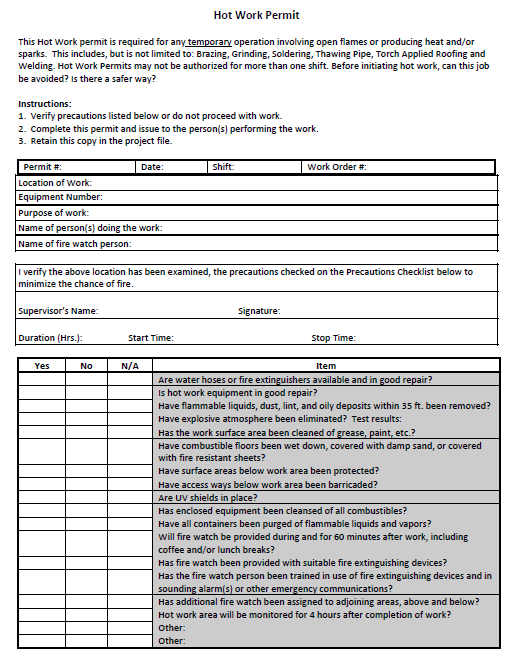 Hot Work Permit
This Hot Work permit is required for any temporary operation involving open flames or producing heat and/or
sparks. This includes, but is not limited to: Brazing, Grinding, Soldering, Thawing Pipe, Torch Applied Roofing and
Welding. Hot Work Permits may not be authorized for more than one shift. Before initiating hot work, can this job
be avoided? Is there a safer way?
Instructions:
1. Verify precautions listed below or do not proceed with work.
2. Complete this permit and issue to the person(s) performing the work.
3. Retain this copy in the project file.
Permit #: Date: Shift: Work Order #:
Location of Work:
Equipment Number:
Purpose of work:
Name of person(s) doing the work:
Name of fire watch person:
I verify the above location has been examined, the precautions checked on the Precautions Checklist below to
minimize the chance of fire.
Supervisor's Name: Signature:
Duration (Hrs.): Start Time: Stop Time:
Yes No N/A Item
Are water hoses or fire extinguishers available and in good repair?
Is hot work equipment in good repair?
Have flammable liquids, dust, lint, and oily deposits within 35 ft. been removed?
Have explosive atmosphere been eliminated? Test results:
Has the work surface area been cleaned of grease, paint, etc.?
Have combustible floors been wet down, covered with damp sand, or covered
with fire resistant sheets?
Have surface areas below work area been protected?
Have access ways below work area been barricaded?
Are UV shields in place?
Has enclosed equipment been cleansed of all combustibles?
Have all containers been purged of flammable liquids and vapors?
Will fire watch be provided during and for 60 minutes after work, including
coffee and/or lunch breaks?
Has fire watch been provided with suitable fire extinguishing devices?
Has the fire watch person been trained in use of fire extinguishing devices and in
sounding alarm(s) or other emergency communications?
Has additional fire watch been assigned to adjoining areas, above and below?
Hot work area will be monitored for 4 hours after completion of work?
Other:
Other: